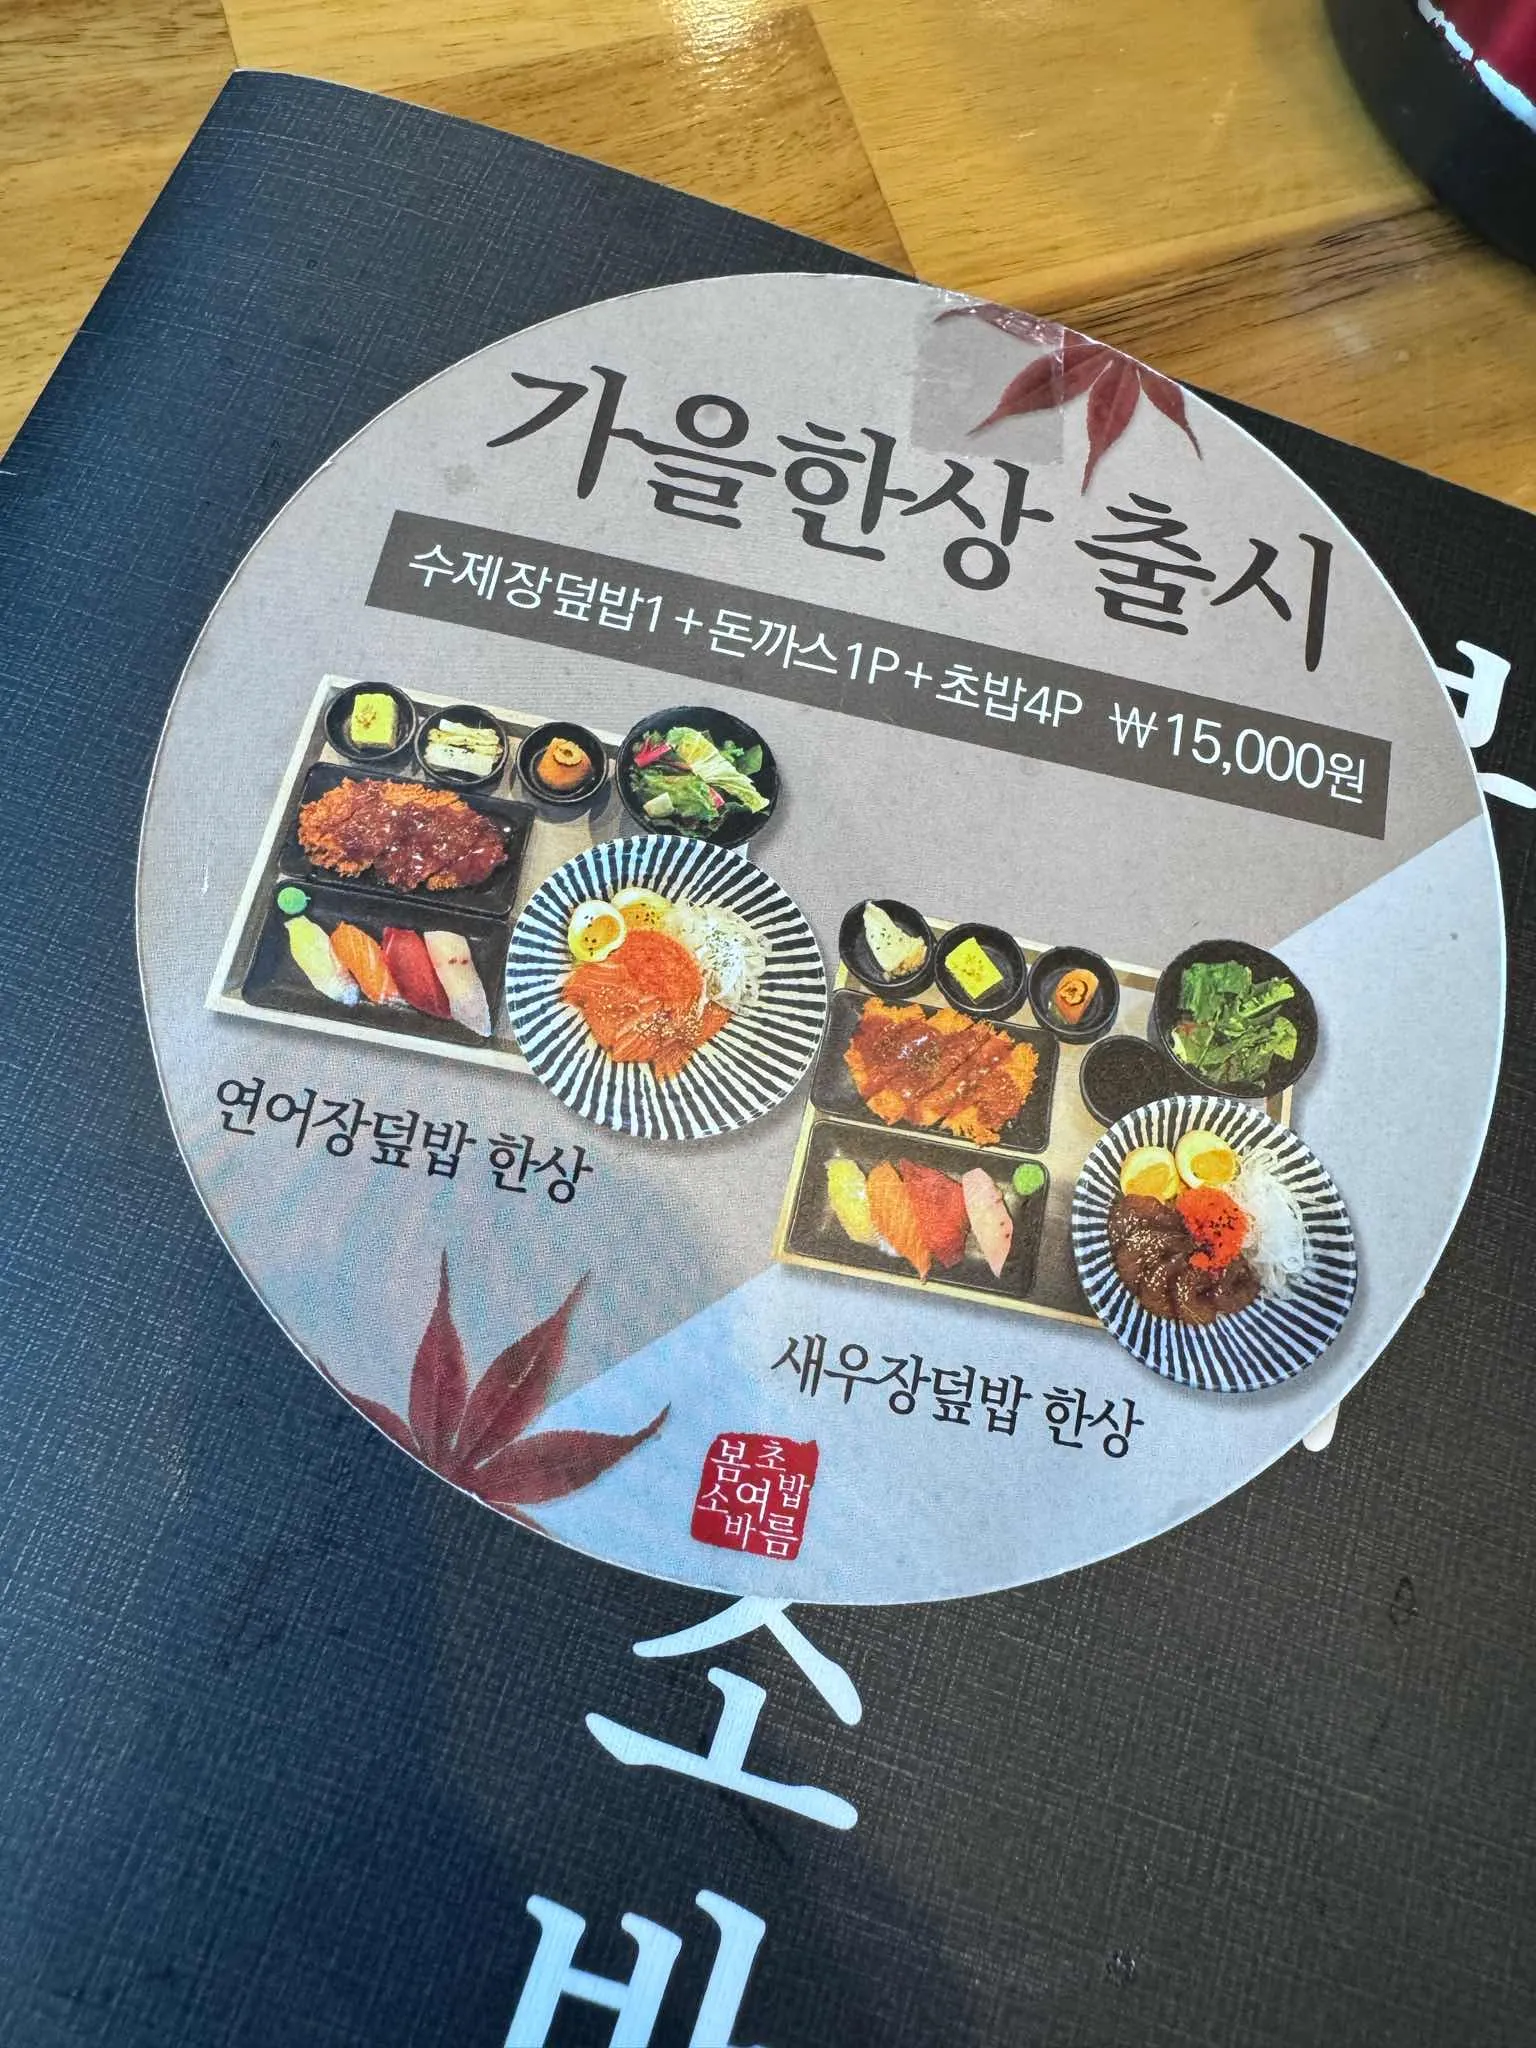 가을한상 출시
수제장덮밥1+돈까스1P+초밥4P ₩15,000원
연어장덮밥 한상
새우장덮밥 한상
봄초밥
소여름
바
소
바